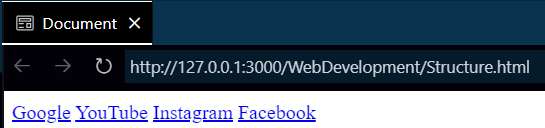 Document
http://127.0.0.1:3000/WebDevelopment/Structure.html
Google YouTube Instagram Facebook